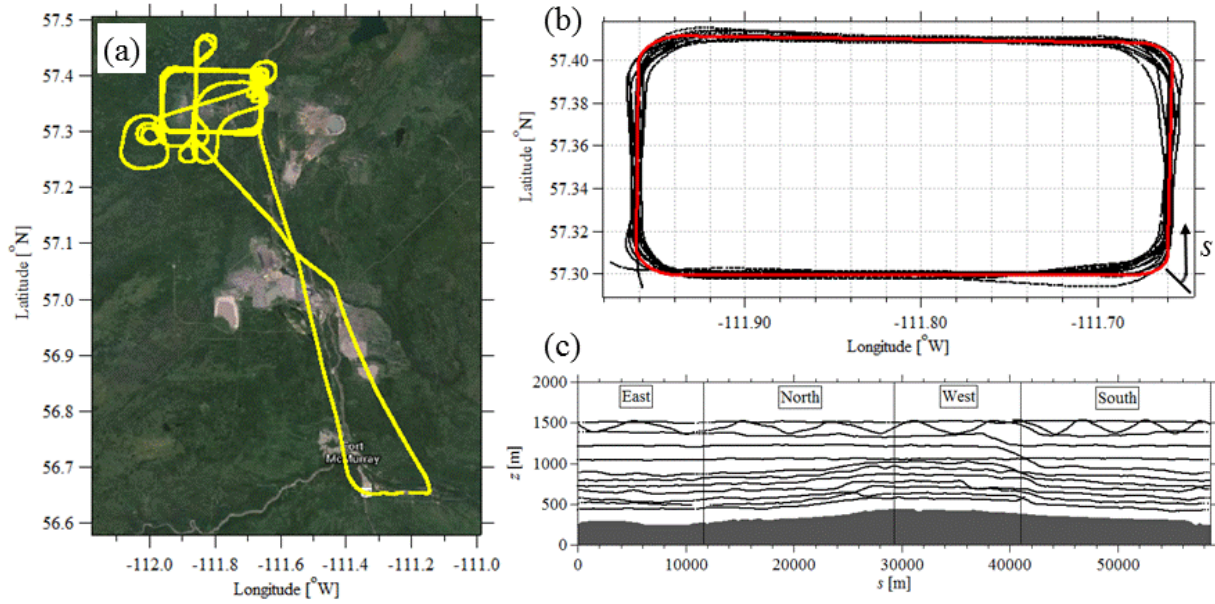 (a)
57.5
57.4
57.3
57.2
57.1
57.0
56.9
56.8
56.7
56.6
Latitude [°N]
ort
McMurray
-112.0 -111.8 -111.6 -111.4 -111.2 -111.0
Longitude [°W]
(b)
57.40
57.38
57.36
57.34
57.32
57.30
Latitude [°N]
S
-111.90 -111.80 -111.70
Longitude [°W]
(c)
2000
1500
1000
500
0
z [m]
East North West South
0 10000 20000 30000 40000 50000
s [m]